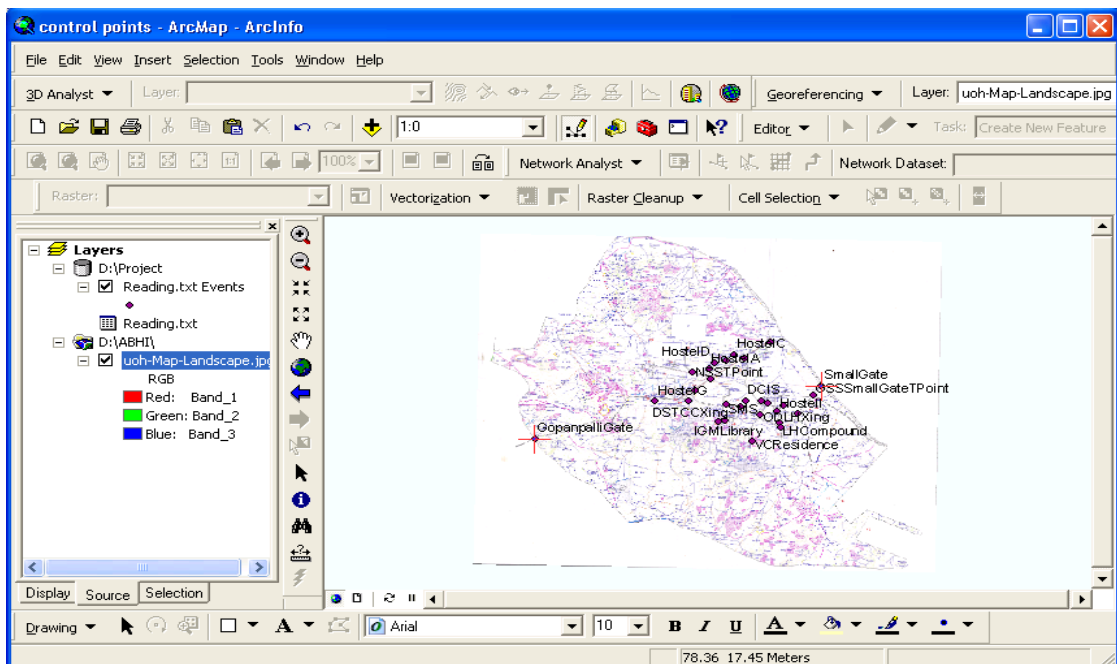 control points - ArcMap - ArcInfo
File Edit View Insert Selection Tools Window Help
3D Analyst Layer: Georeferencing Layer: uoh-Map-Landscape.jpg
1:0 Editor Task: Create New Feature
1:1 100% Network Analyst Network Dataset:
Raster: Vectorization Raster Cleanup Cell Selection
Layers
D:\Project
Reading.txt Events
Reading.txt
D:\ABHI\
uoh-Map-Landscape.jpg
RGB
Red: Band_1
Green: Band_2
Blue: Band_3
HostelD
HostelC
HostelA
NSSTPoint
SmallGate
GSSSmallGateTPoint
HostelG
DCIS
HostelI
DSTCCXing
SMS
IGMLibrary
LHCompound
GopanpalliGate
VCResidence
Display Source Selection
Drawing A Arial 10 B I U A
78.36 17.45 Meters